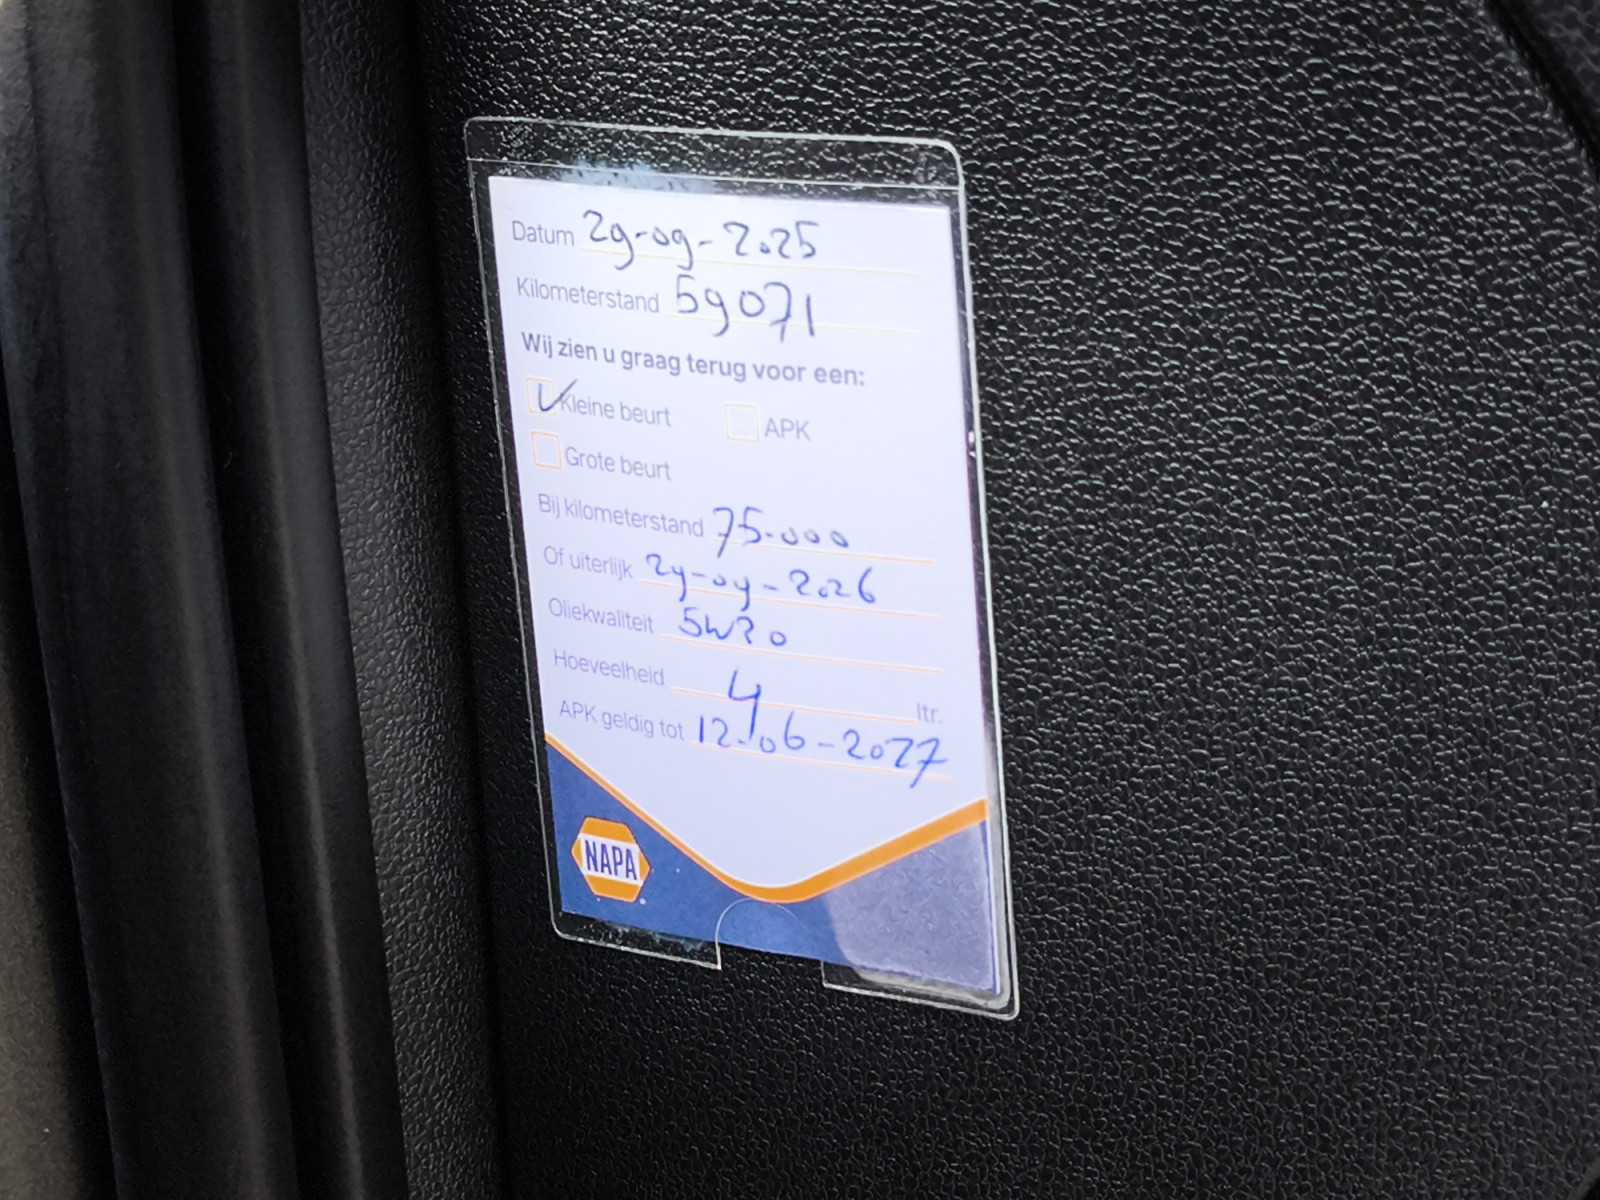 Datum 29-09-2025
Kilometerstand 59071
Wij zien u graag terug voor een:
Kleine beurt APK
Grote beurt
Bij kilometerstand 75.000
Of uiterlijk 29-09-2026
Oliekwaliteit 5W20
Hoeveelheid 4 ltr.
APK geldig tot 12-06-2027
NAPA